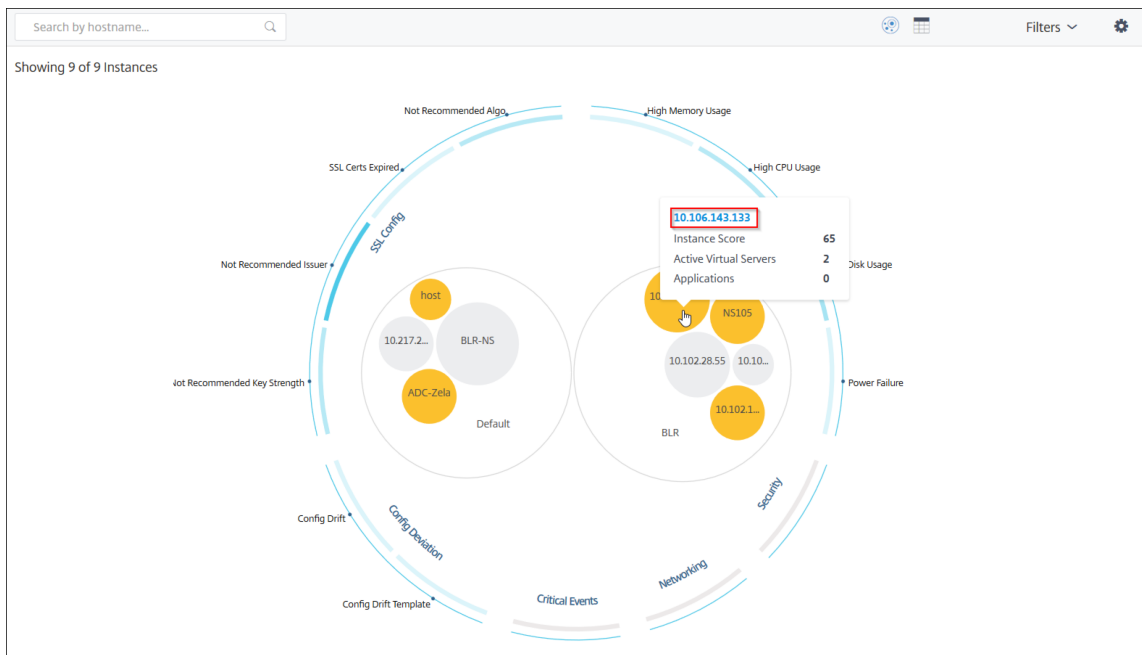 Search by hostname...
Filters
Showing 9 of 9 Instances
Not Recommended Algo
High Memory Usage
SSL Certs Expired
High CPU Usage
SSL Config
10.106.143.133
Instance Score 65
Active Virtual Servers 2
Applications 0
Not Recommended Issuer
Disk Usage
host
10
NS105
10.217.2...
BLR-NS
10.102.28.55
10.10...
Not Recommended Key Strength
Power Failure
ADC-Zela
10.102.1...
Default
BLR
Security
Config Drift
Config Deviation
Networking
Critical Events
Config Drift Template